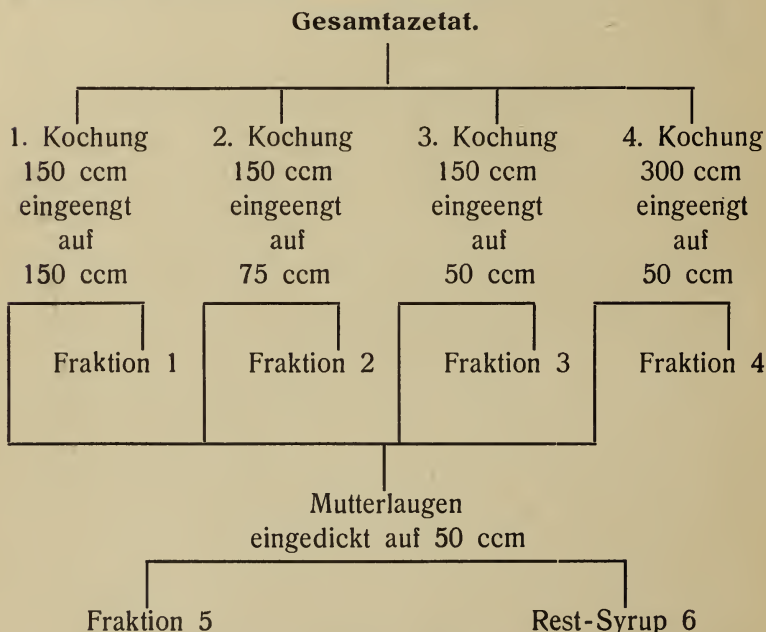 Gesamtazetat.
1. Kochung 2. Kochung 3. Kochung 4. Kochung
150 ccm 150 ccm 150 ccm 300 ccm
eingeengt eingeengt eingeengt eingeengt
auf auf auf auf
150 ccm 75 ccm 50 ccm 50 ccm
Fraktion 1 Fraktion 2 Fraktion 3 Fraktion 4
Mutterlaugen
eingedickt auf 50 ccm
Fraktion 5 Rest-Syrup 6